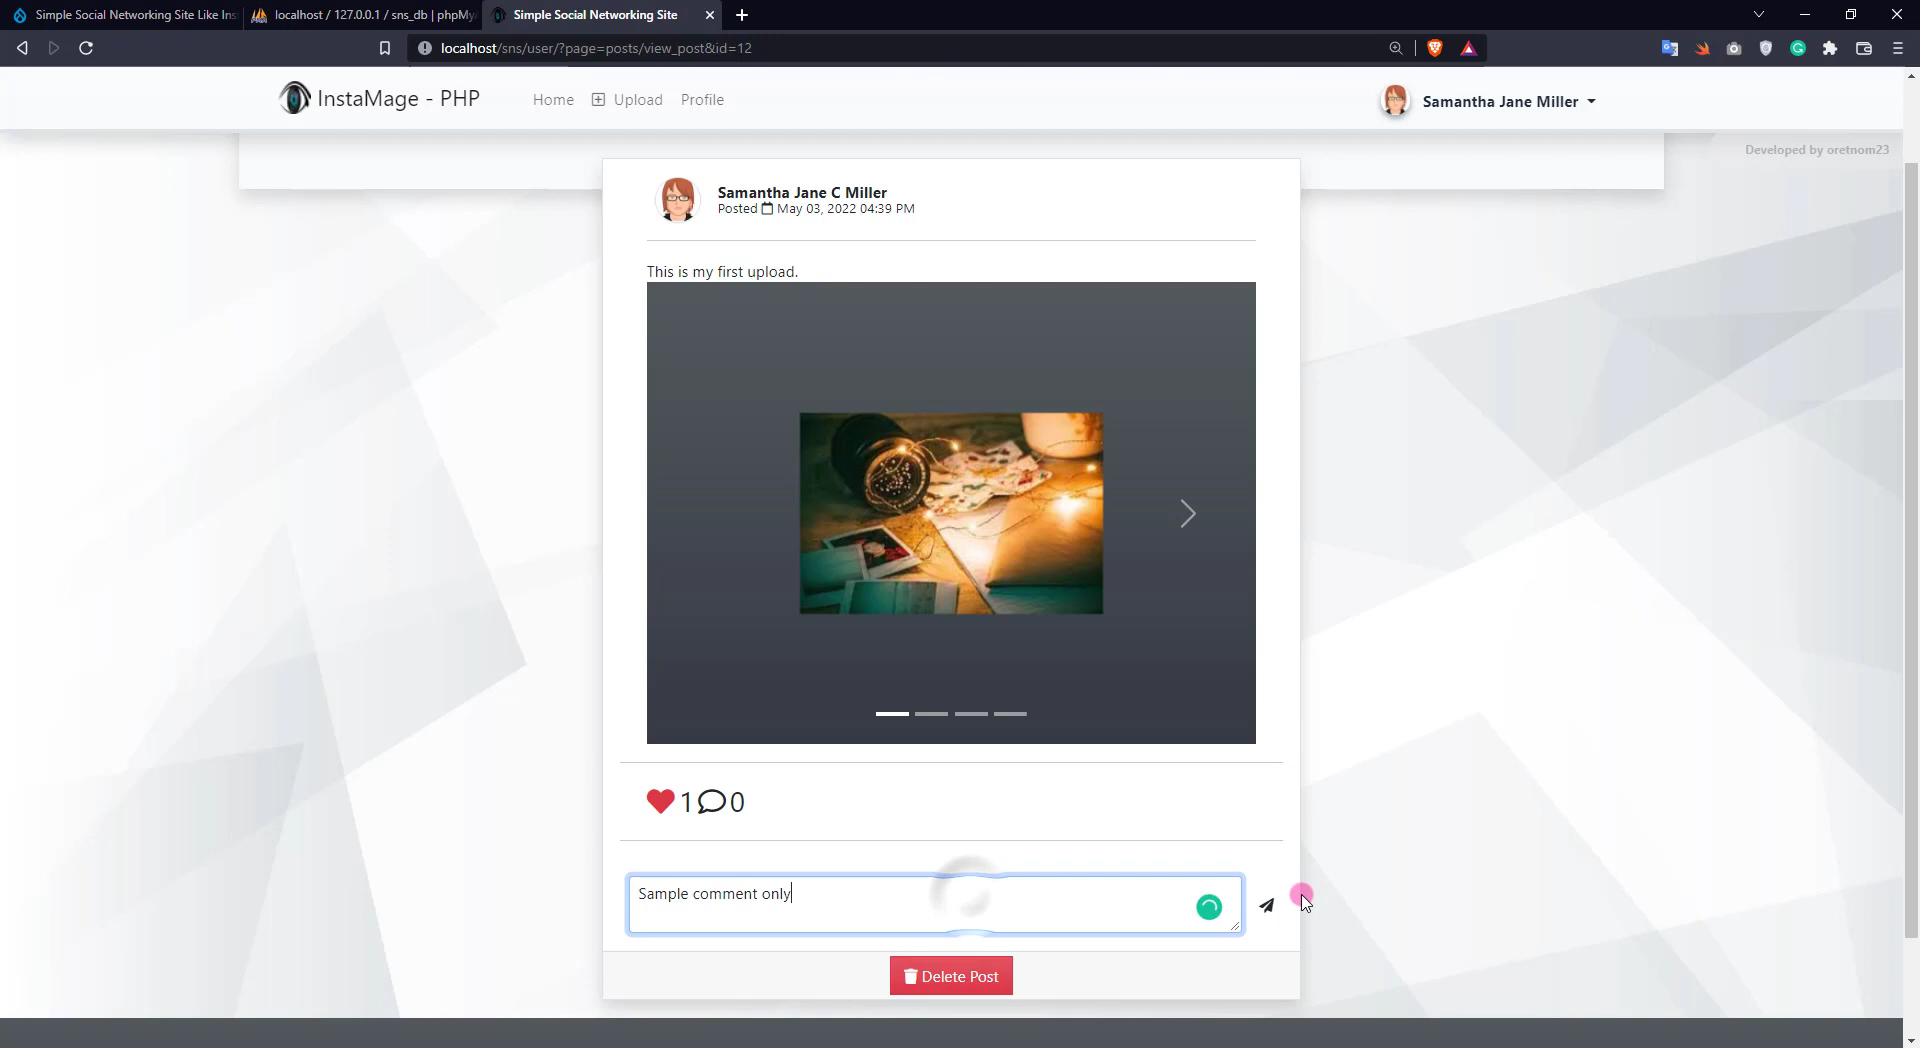 Simple Social Networking Site Like Ins
localhost / 127.0.0.1 / sns_db | phpMy
Simple Social Networking Site
localhost/sns/user/?page=posts/view_post&id=12
InstaMage - PHP
Home
Upload
Profile
Samantha Jane Miller
Developed by oretnom23
Samantha Jane C Miller
Posted May 03, 2022 04:39 PM
This is my first upload.
1 0
Sample comment only
Delete Post